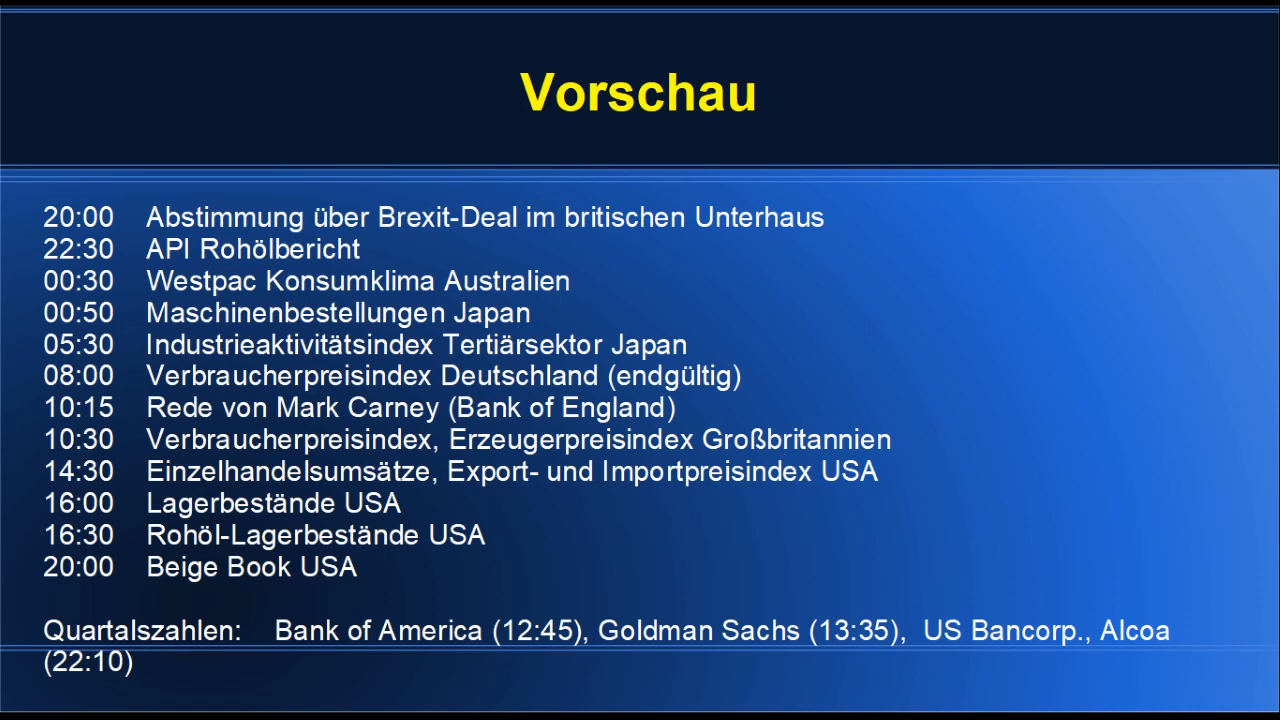 Vorschau
20:00 Abstimmung über Brexit-Deal im britischen Unterhaus
22:30 API Rohölbericht
00:30 Westpac Konsumklima Australien
00:50 Maschinenbestellungen Japan
05:30 Industrieaktivitätsindex Tertiärsektor Japan
08:00 Verbraucherpreisindex Deutschland (endgültig)
10:15 Rede von Mark Carney (Bank of England)
10:30 Verbraucherpreisindex, Erzeugerpreisindex Großbritannien
14:30 Einzelhandelsumsätze, Export- und Importpreisindex USA
16:00 Lagerbestände USA
16:30 Rohöl-Lagerbestände USA
20:00 Beige Book USA
Quartalszahlen: Bank of America (12:45), Goldman Sachs (13:35), US Bancorp., Alcoa
(22:10)